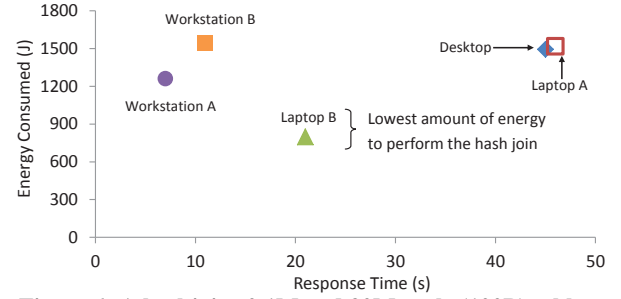 1800
1500
1200
900
600
300
0
Energy Consumed (J)
Workstation B
Workstation A
Desktop
Laptop A
Laptop B
Lowest amount of energy
to perform the hash join
0
10
20
30
40
50
Response Time (s)